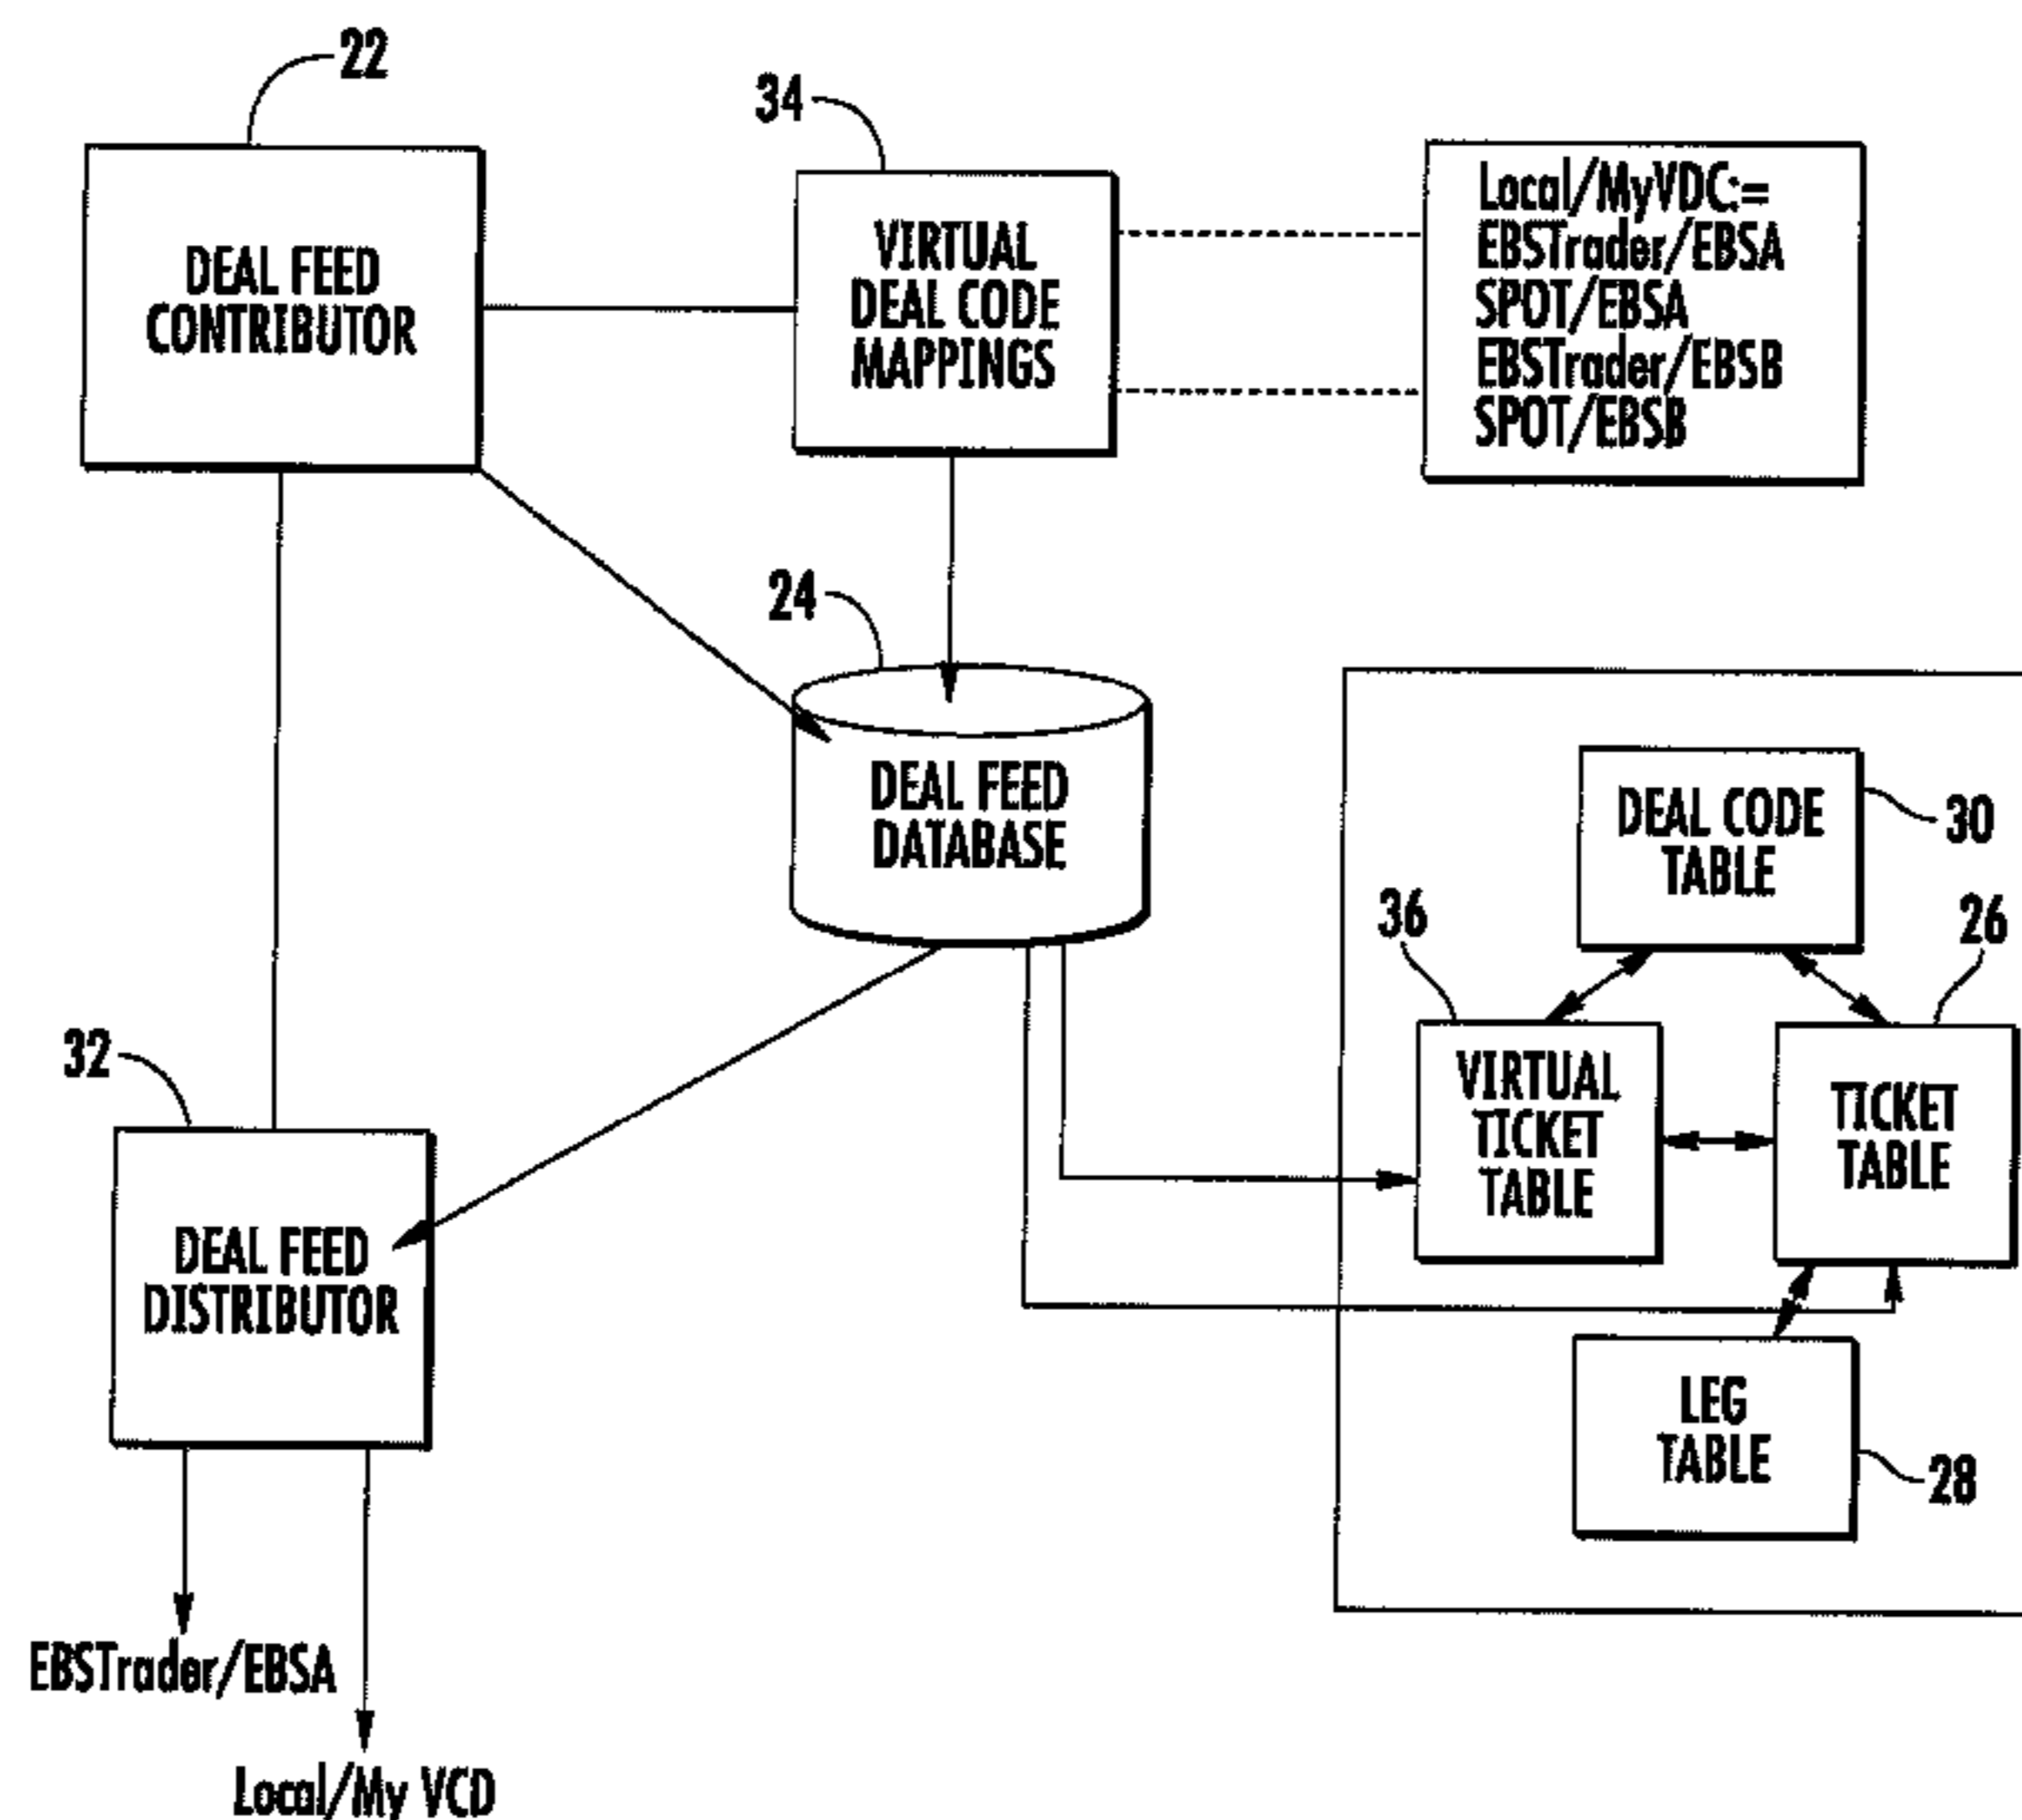 22
34
DEAL FEED
CONTRIBUTOR
VIRTUAL
DEAL CODE
MAPPINGS
Local/MyVDC:=
EBSTrader/EBSA
SPOT/EBSA
EBSTrader/EBSB
SPOT/EBSB
24
DEAL FEED
DATABASE
DEAL CODE
TABLE
30
36
26
VIRTUAL
TICKET
TABLE
TICKET
TABLE
32
DEAL FEED
DISTRIBUTOR
LEG
TABLE
28
EBSTrader/EBSA
Local/My VCD